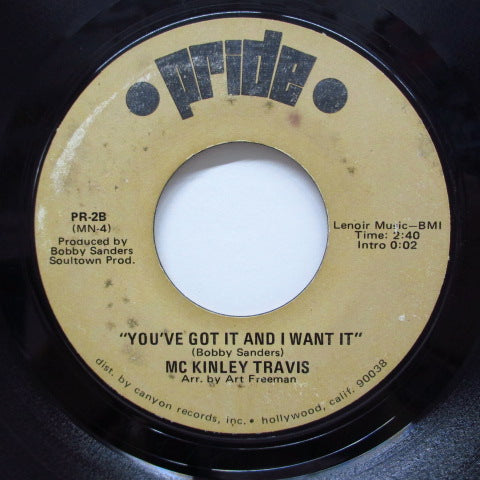 pride
PR-2B
(MN-4)
Produced by
Bobby Sanders
Soultown Prod.
Lenoir Music—BMI
Time: 2:40
Intro 0:02
"YOU'VE GOT IT AND I WANT IT"
(Bobby Sanders)
MC KINLEY TRAVIS
Arr. by Art Freeman
dist. by canyon records, inc. • hollywood, calif. 90038